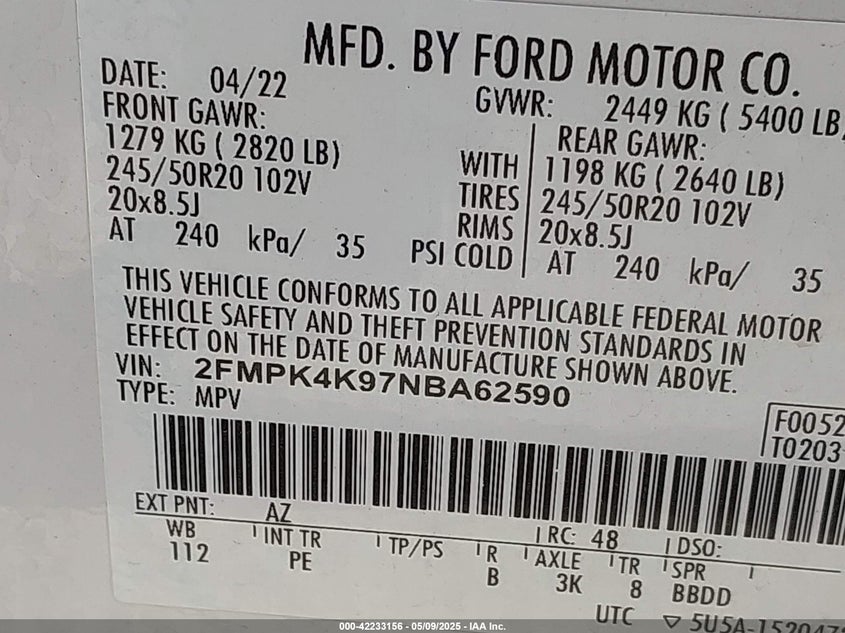 MFD. BY FORD MOTOR CO.
DATE: 04/22 GVWR: 2449 KG ( 5400 LB
FRONT GAWR: REAR GAWR:
1279 KG ( 2820 LB) WITH 1198 KG ( 2640 LB)
245/50R20 102V TIRES 245/50R20 102V
20x8.5J RIMS 20x8.5J
AT 240 kPa/ 35 PSI COLD AT 240 kPa/ 35
THIS VEHICLE CONFORMS TO ALL APPLICABLE FEDERAL MOTOR
VEHICLE SAFETY AND THEFT PREVENTION STANDARDS IN
EFFECT ON THE DATE OF MANUFACTURE SHOWN ABOVE.
VIN: 2FMPK4K97NBA62590
TYPE: MPV
F0052
T0203
EXT PNT: AZ RC: 48 DSO:
WB INT TR TP/PS R AXLE TR SPR
112 PE B 3K 8 BBDD
UTC ▽ 5U5A-1520472
000-42233156 - 05/09/2025 - IAA Inc.